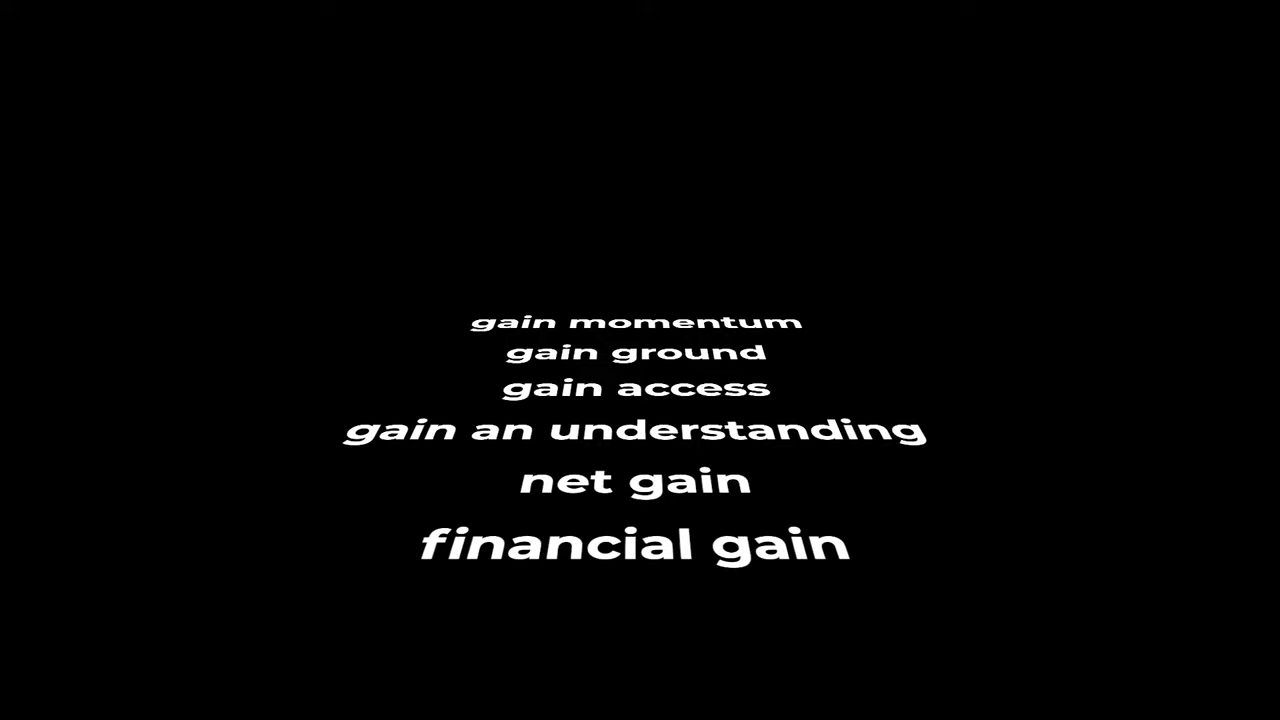 gain momentum
gain ground
gain access
gain an understanding
net gain
financial gain